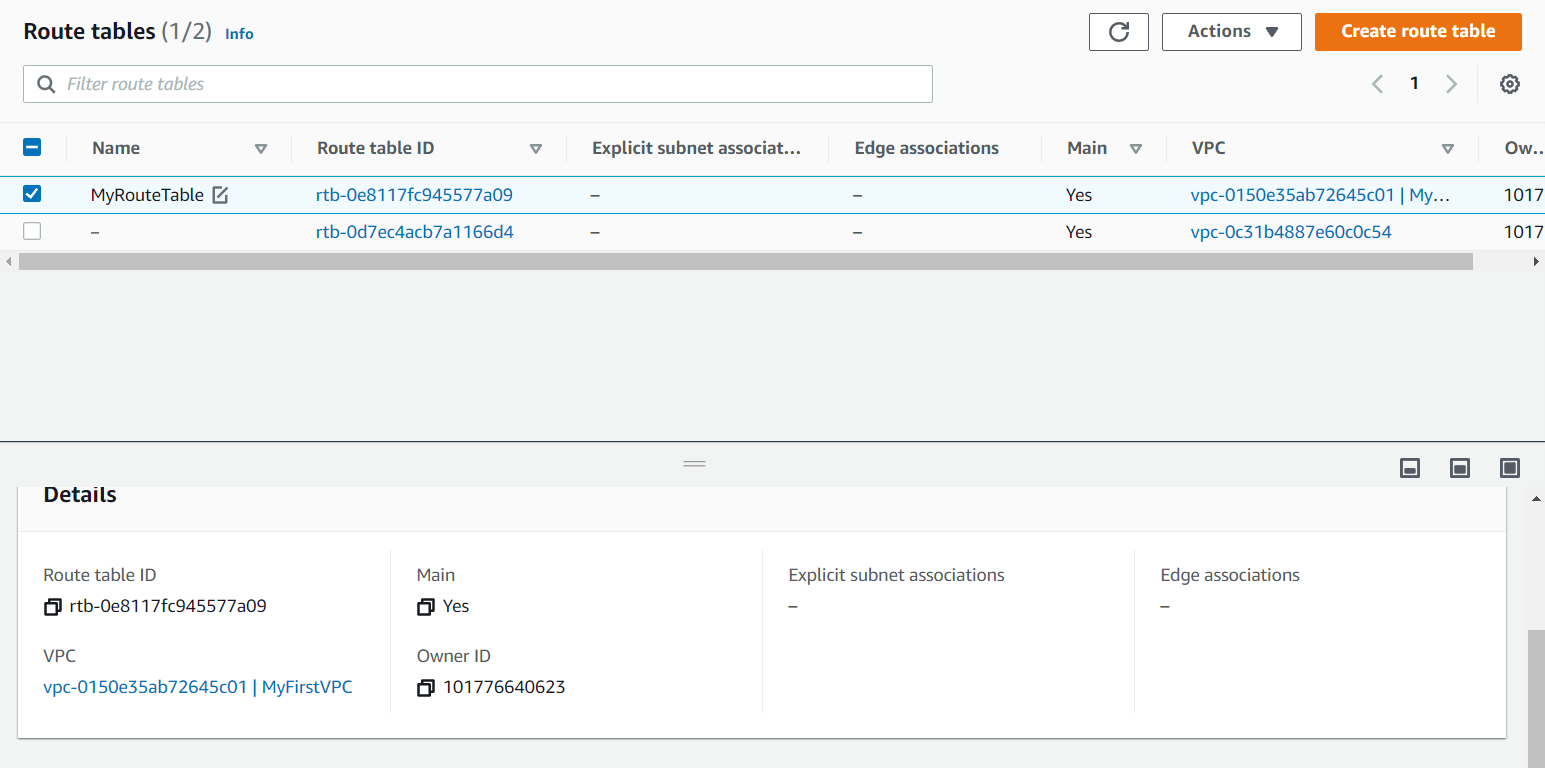 Route tables (1/2) Info Actions Create route table
Filter route tables 1
Name Route table ID Explicit subnet associat... Edge associations Main VPC Ow...
MyRouteTable rtb-0e8117fc945577a09 – – Yes vpc-0150e35ab72645c01 | My... 1017
– rtb-0d7ec4acb7a1166d4 – – Yes vpc-0c31b4887e60c0c54 1017
Details
Route table ID Main Explicit subnet associations Edge associations
rtb-0e8117fc945577a09 Yes – –
VPC Owner ID
vpc-0150e35ab72645c01 | MyFirstVPC 101776640623